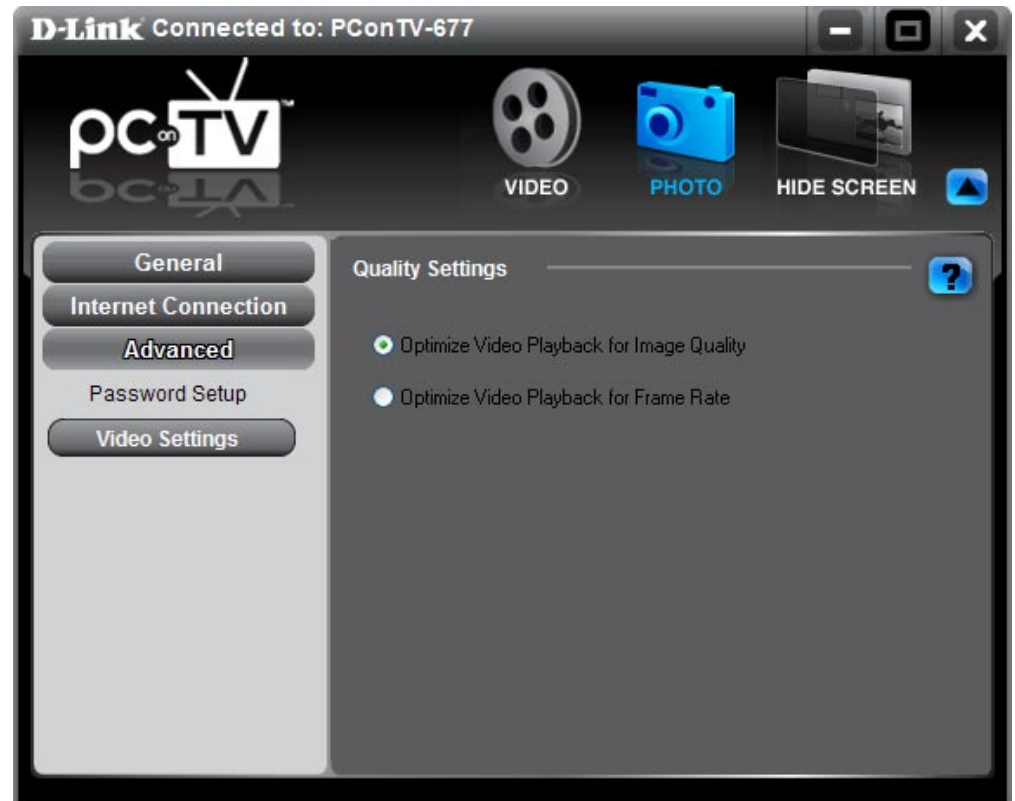 D-Link Connected to: PConTV-677
pc on TV™
VIDEO
PHOTO
HIDE SCREEN
General
Internet Connection
Advanced
Password Setup
Video Settings
Quality Settings
?
Optimize Video Playback for Image Quality
Optimize Video Playback for Frame Rate